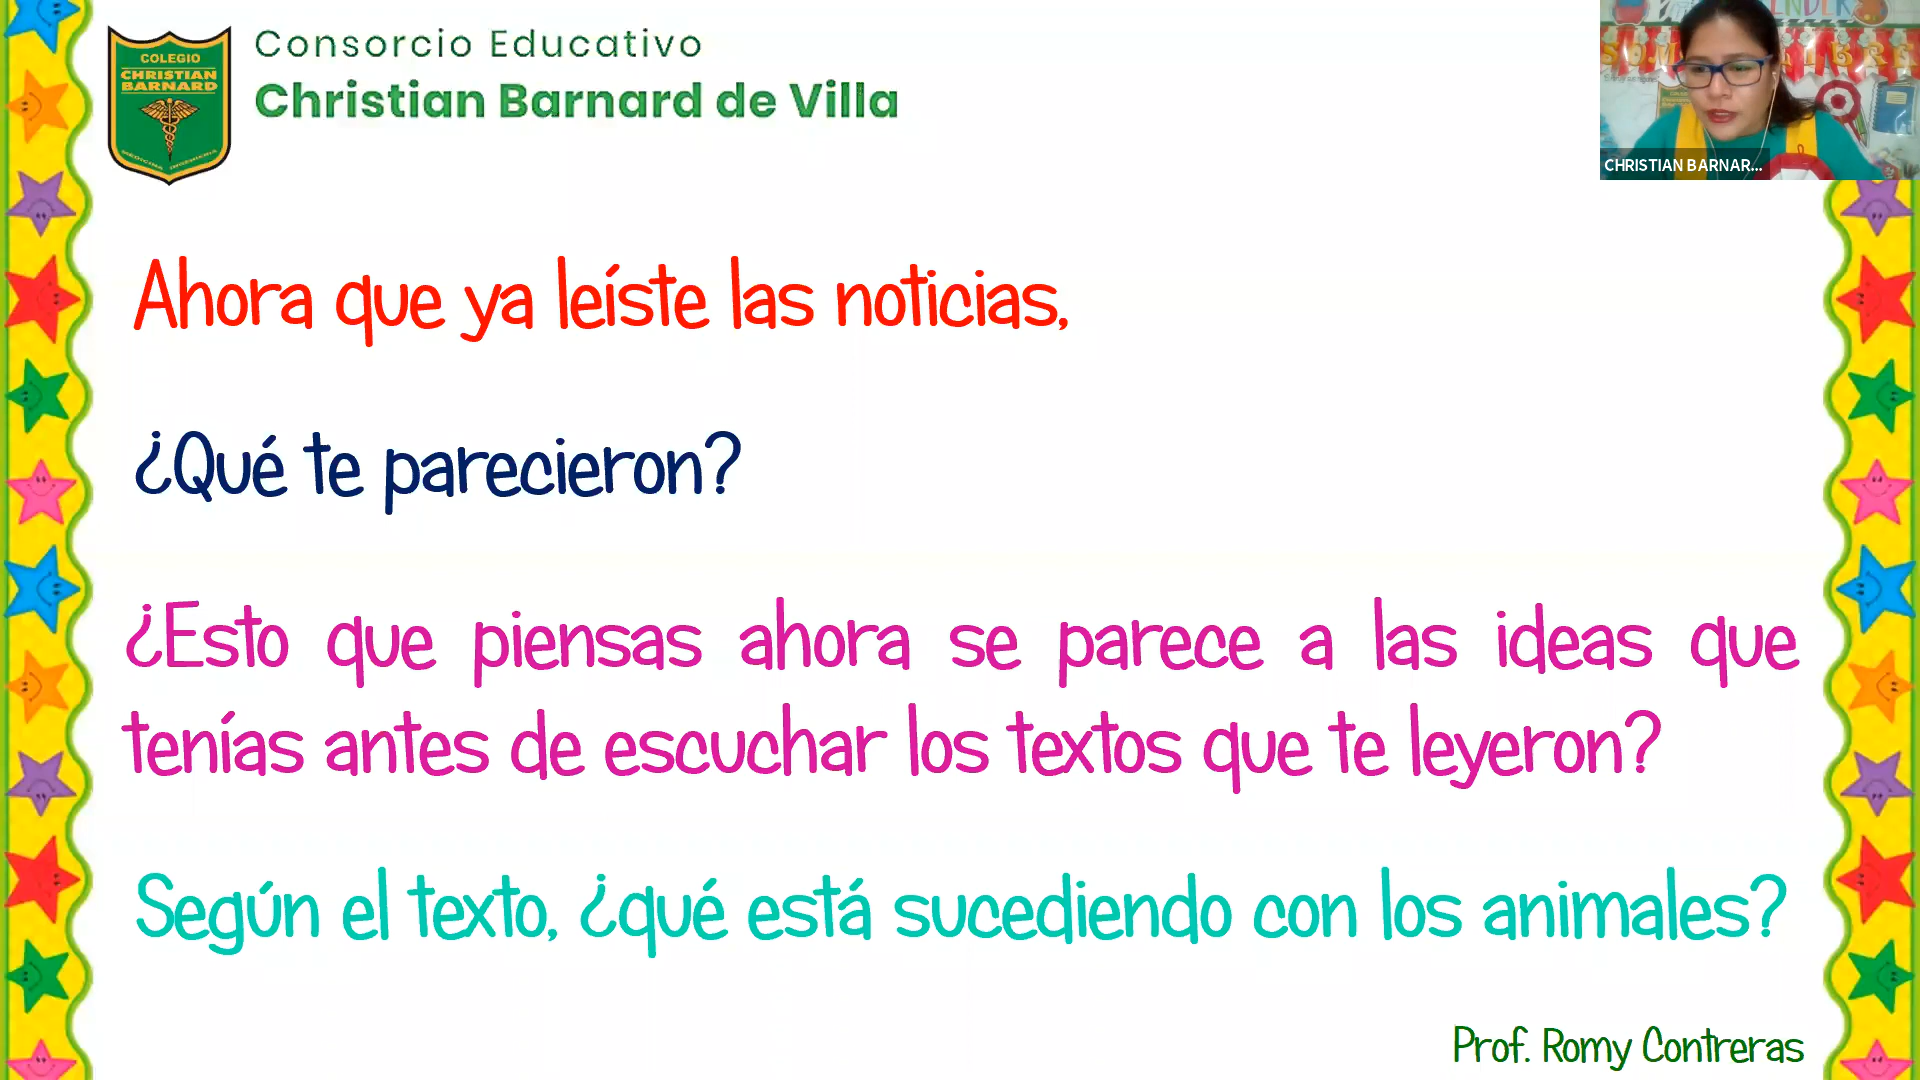 COLEGIO
CHRISTIAN
BARNARD
MEDICINA INGENIERIA
Consorcio Educativo
Christian Barnard de Villa
CHRISTIAN BARNAR...
Ahora que ya leíste las noticias,
¿Qué te parecieron?
¿Esto que piensas ahora se parece a las ideas que
tenías antes de escuchar los textos que te leyeron?
Según el texto, ¿qué está sucediendo con los animales?
Prof. Romy Contreras